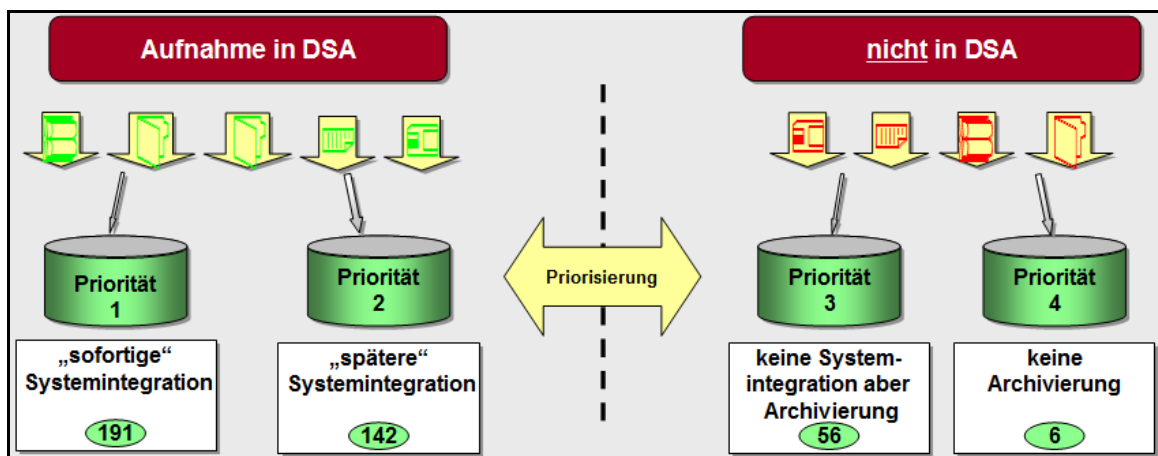 Aufnahme in DSA
nicht in DSA
Priorität
1
Priorität
2
Priorisierung
Priorität
3
Priorität
4
„sofortige“
Systemintegration
191
„spätere“
Systemintegration
142
keine System-
integration aber
Archivierung
56
keine
Archivierung
6